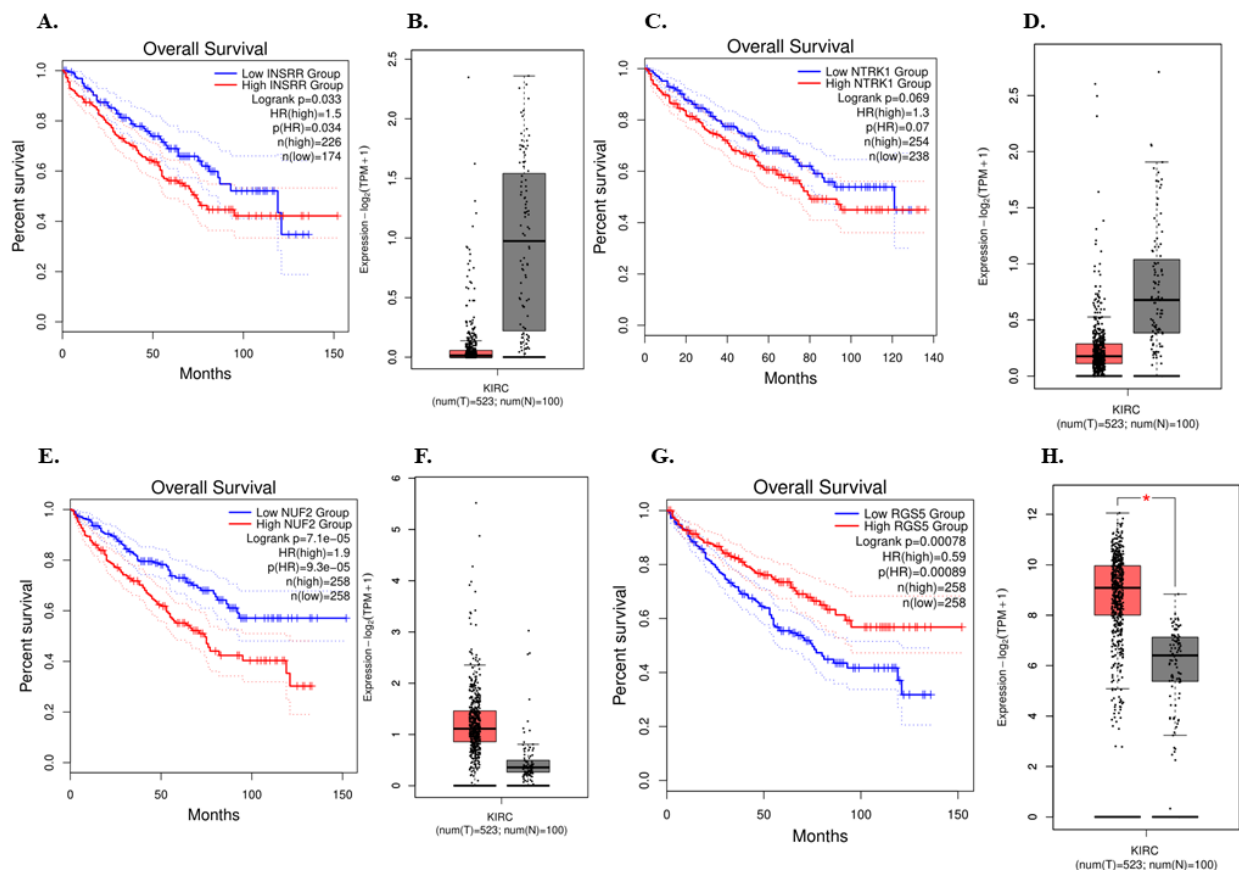 A.
Overall Survival
Low INSRR Group
High INSRR Group
Logrank p=0.033
HR(high)=1.5
p(HR)=0.034
n(high)=226
n(low)=174
Percent survival
0.0 0.2 0.4 0.6 0.8 1.0
0 50 100 150
Months
B.
Expression − log2(TPM + 1)
0.0 0.5 1.0 1.5 2.0 2.5
KIRC
(num(T)=523; num(N)=100)
C.
Overall Survival
Low NTRK1 Group
High NTRK1 Group
Logrank p=0.069
HR(high)=1.3
p(HR)=0.07
n(high)=254
n(low)=238
Percent survival
0.0 0.2 0.4 0.6 0.8 1.0
0 20 40 60 80 100 120 140
Months
D.
Expression − log2(TPM + 1)
0.0 0.5 1.0 1.5 2.0 2.5
KIRC
(num(T)=523; num(N)=100)
E.
Overall Survival
Low NUF2 Group
High NUF2 Group
Logrank p=7.1e-05
HR(high)=1.9
p(HR)=9.3e-05
n(high)=258
n(low)=258
Percent survival
0.0 0.2 0.4 0.6 0.8 1.0
0 50 100 150
Months
F.
Expression − log2(TPM + 1)
0 1 2 3 4 5 6
KIRC
(num(T)=523; num(N)=100)
G.
Overall Survival
Low RGS5 Group
High RGS5 Group
Logrank p=0.00078
HR(high)=0.59
p(HR)=0.00089
n(high)=258
n(low)=258
Percent survival
0.0 0.2 0.4 0.6 0.8 1.0
0 50 100 150
Months
H.
*
Expression − log2(TPM + 1)
0 2 4 6 8 10 12
KIRC
(num(T)=523; num(N)=100)